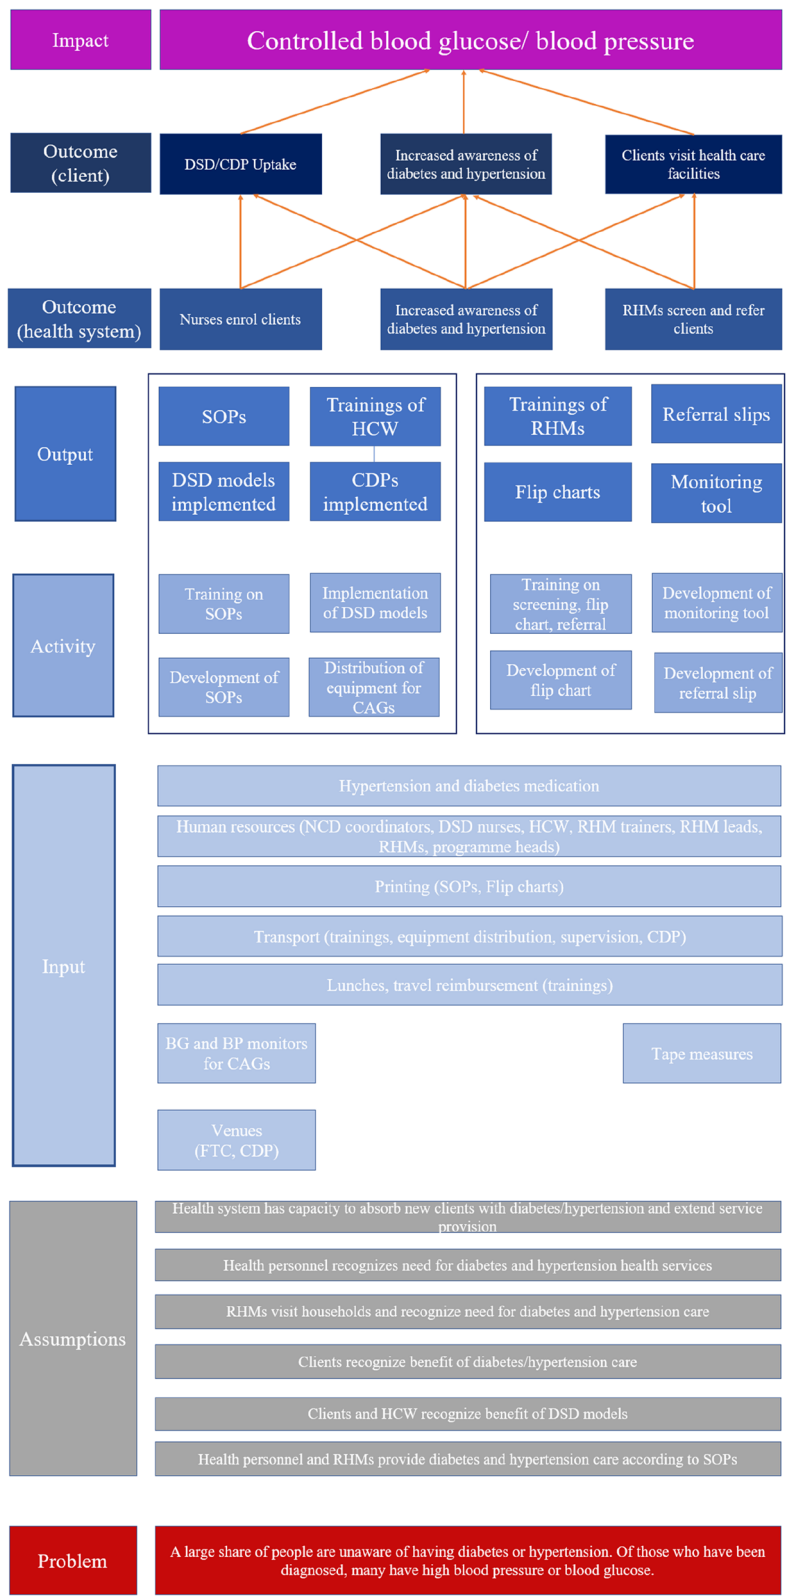 Impact
Controlled blood glucose/ blood pressure
Outcome
(client)
DSD/CDP Uptake
Increased awareness of
diabetes and hypertension
Clients visit health care
facilities
Outcome
(health system)
Nurses enrol clients
Increased awareness of
diabetes and hypertension
RHMs screen and refer
clients
Output
SOPs
Trainings of
HCW
Trainings of
RHMs
Referral slips
DSD models
implemented
CDPs
implemented
Flip charts
Monitoring
tool
Activity
Training on
SOPs
Implementation
of DSD models
Training on
screening, flip
chart, referral
Development of
monitoring tool
Development of
SOPs
Distribution of
equipment for
CAGs
Development of
flip chart
Development of
referral slip
Input
Hypertension and diabetes medication
Human resources (NCD coordinators, DSD nurses, HCW, RHM trainers, RHM leads,
RHMs, programme heads)
Printing (SOPs, Flip charts)
Transport (trainings, equipment distribution, supervision, CDP)
Lunches, travel reimbursement (trainings)
BG and BP monitors
for CAGs
Tape measures
Venues
(FTC, CDP)
Assumptions
Health system has capacity to absorb new clients with diabetes/hypertension and extend service
provision
Health personnel recognizes need for diabetes and hypertension health services
RHMs visit households and recognize need for diabetes and hypertension care
Clients recognize benefit of diabetes/hypertension care
Clients and HCW recognize benefit of DSD models
Health personnel and RHMs provide diabetes and hypertension care according to SOPs
Problem
A large share of people are unaware of having diabetes or hypertension. Of those who have been
diagnosed, many have high blood pressure or blood glucose.